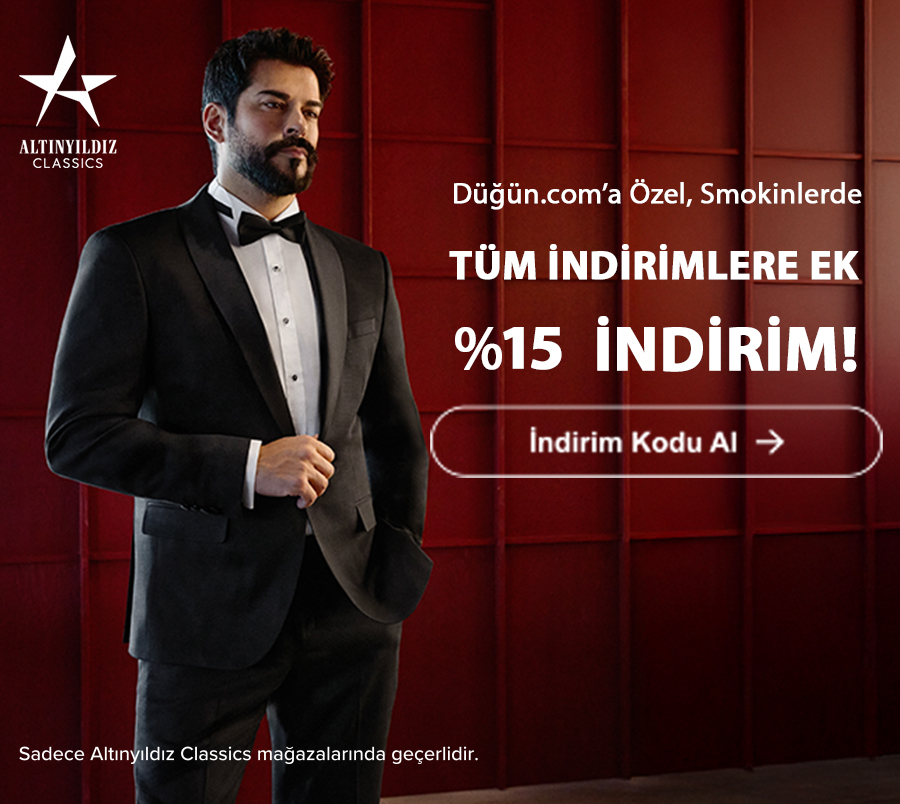 ALTINYILDIZ
CLASSICS
Düğün.com’a Özel, Smokinlerde
TÜM İNDİRİMLERE EK
%15 İNDİRİM!
İndirim Kodu Al →
Sadece Altınyıldız Classics mağazalarında geçerlidir.